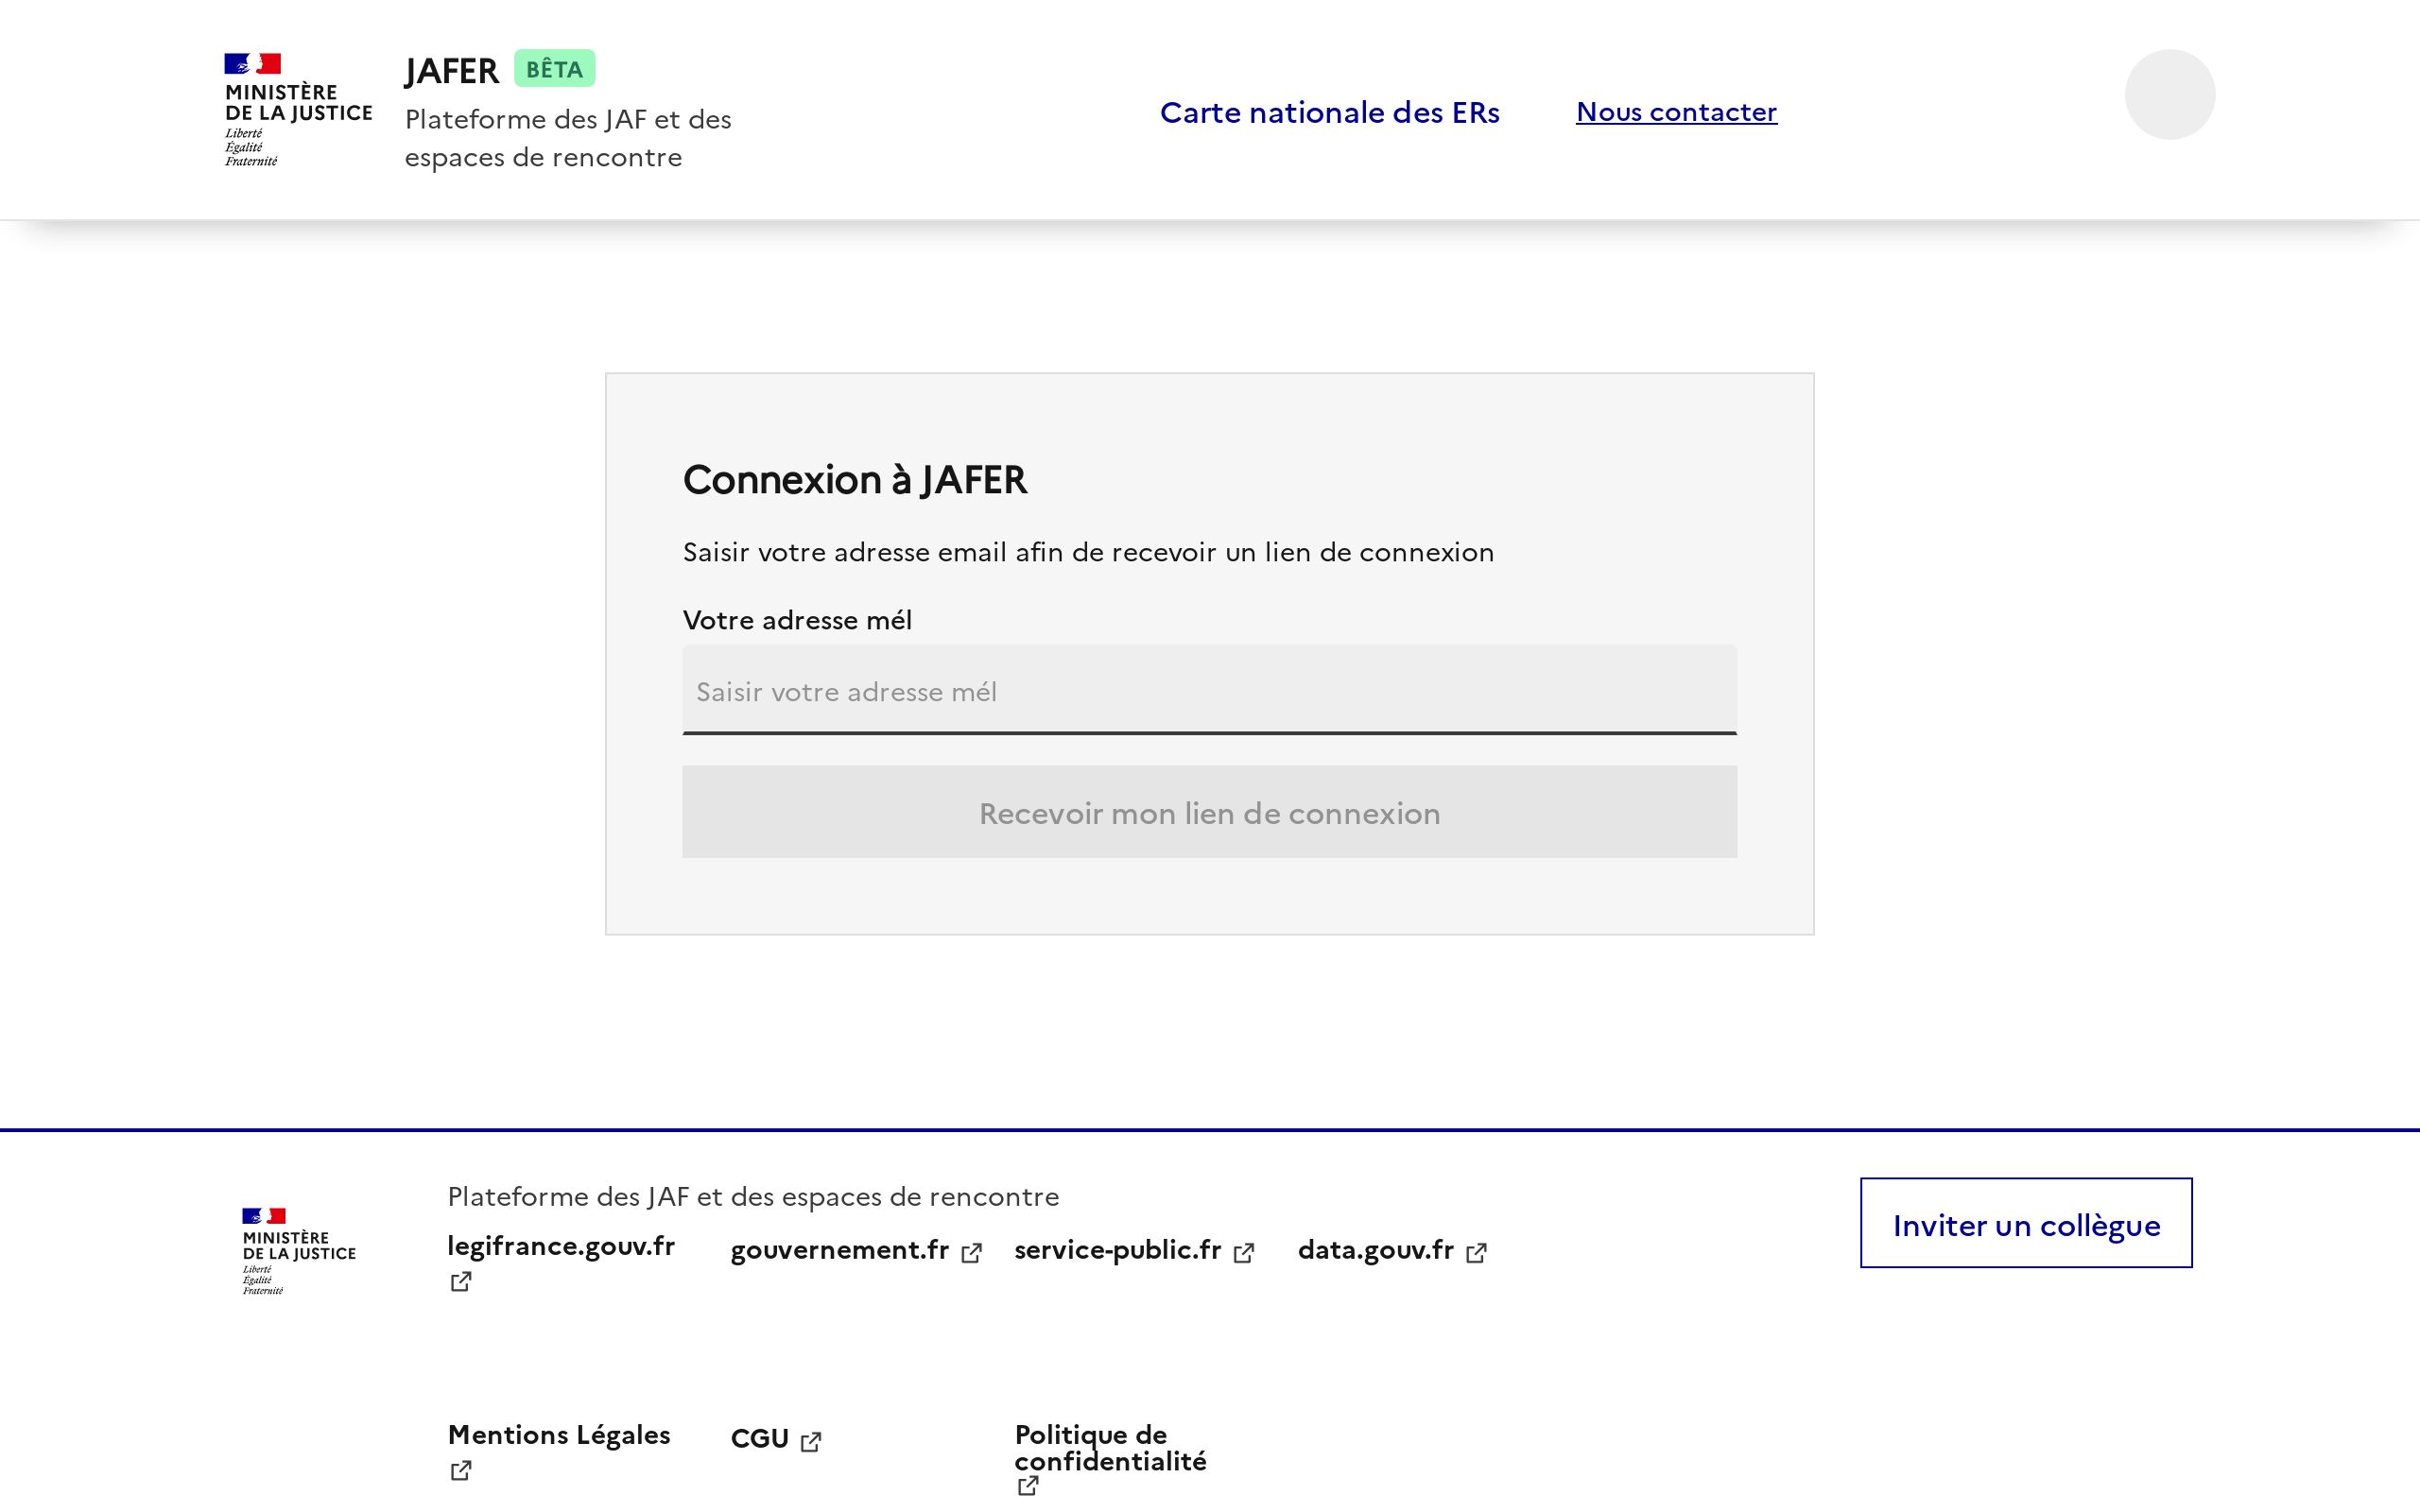 MINISTÈRE
DE LA JUSTICE
Liberté
Égalité
Fraternité
JAFER BÊTA
Plateforme des JAF et des
espaces de rencontre
Carte nationale des ERs
Nous contacter
Connexion à JAFER
Saisir votre adresse email afin de recevoir un lien de connexion
Votre adresse mél
Saisir votre adresse mél
Recevoir mon lien de connexion
MINISTÈRE
DE LA JUSTICE
Liberté
Égalité
Fraternité
Plateforme des JAF et des espaces de rencontre
legifrance.gouv.fr
gouvernement.fr
service-public.fr
data.gouv.fr
Inviter un collègue
Mentions Légales
CGU
Politique de
confidentialité